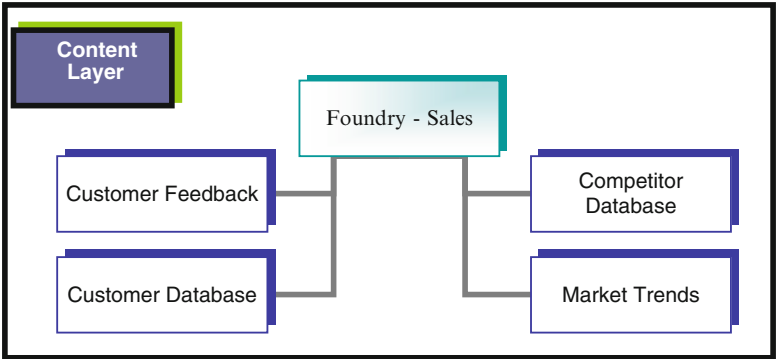 Content
Layer
Foundry - Sales
Customer Feedback
Competitor
Database
Customer Database
Market Trends